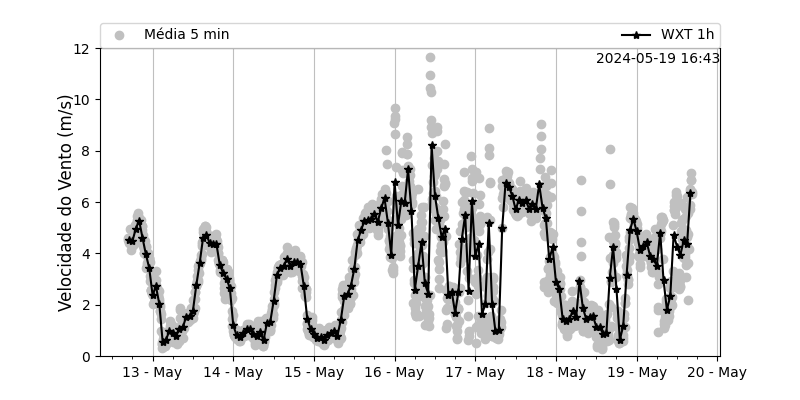 Média 5 min
WXT 1h
2024-05-19 16:43
Velocidade do Vento (m/s)
12
10
8
6
4
2
0
13 - May
14 - May
15 - May
16 - May
17 - May
18 - May
19 - May
20 - May